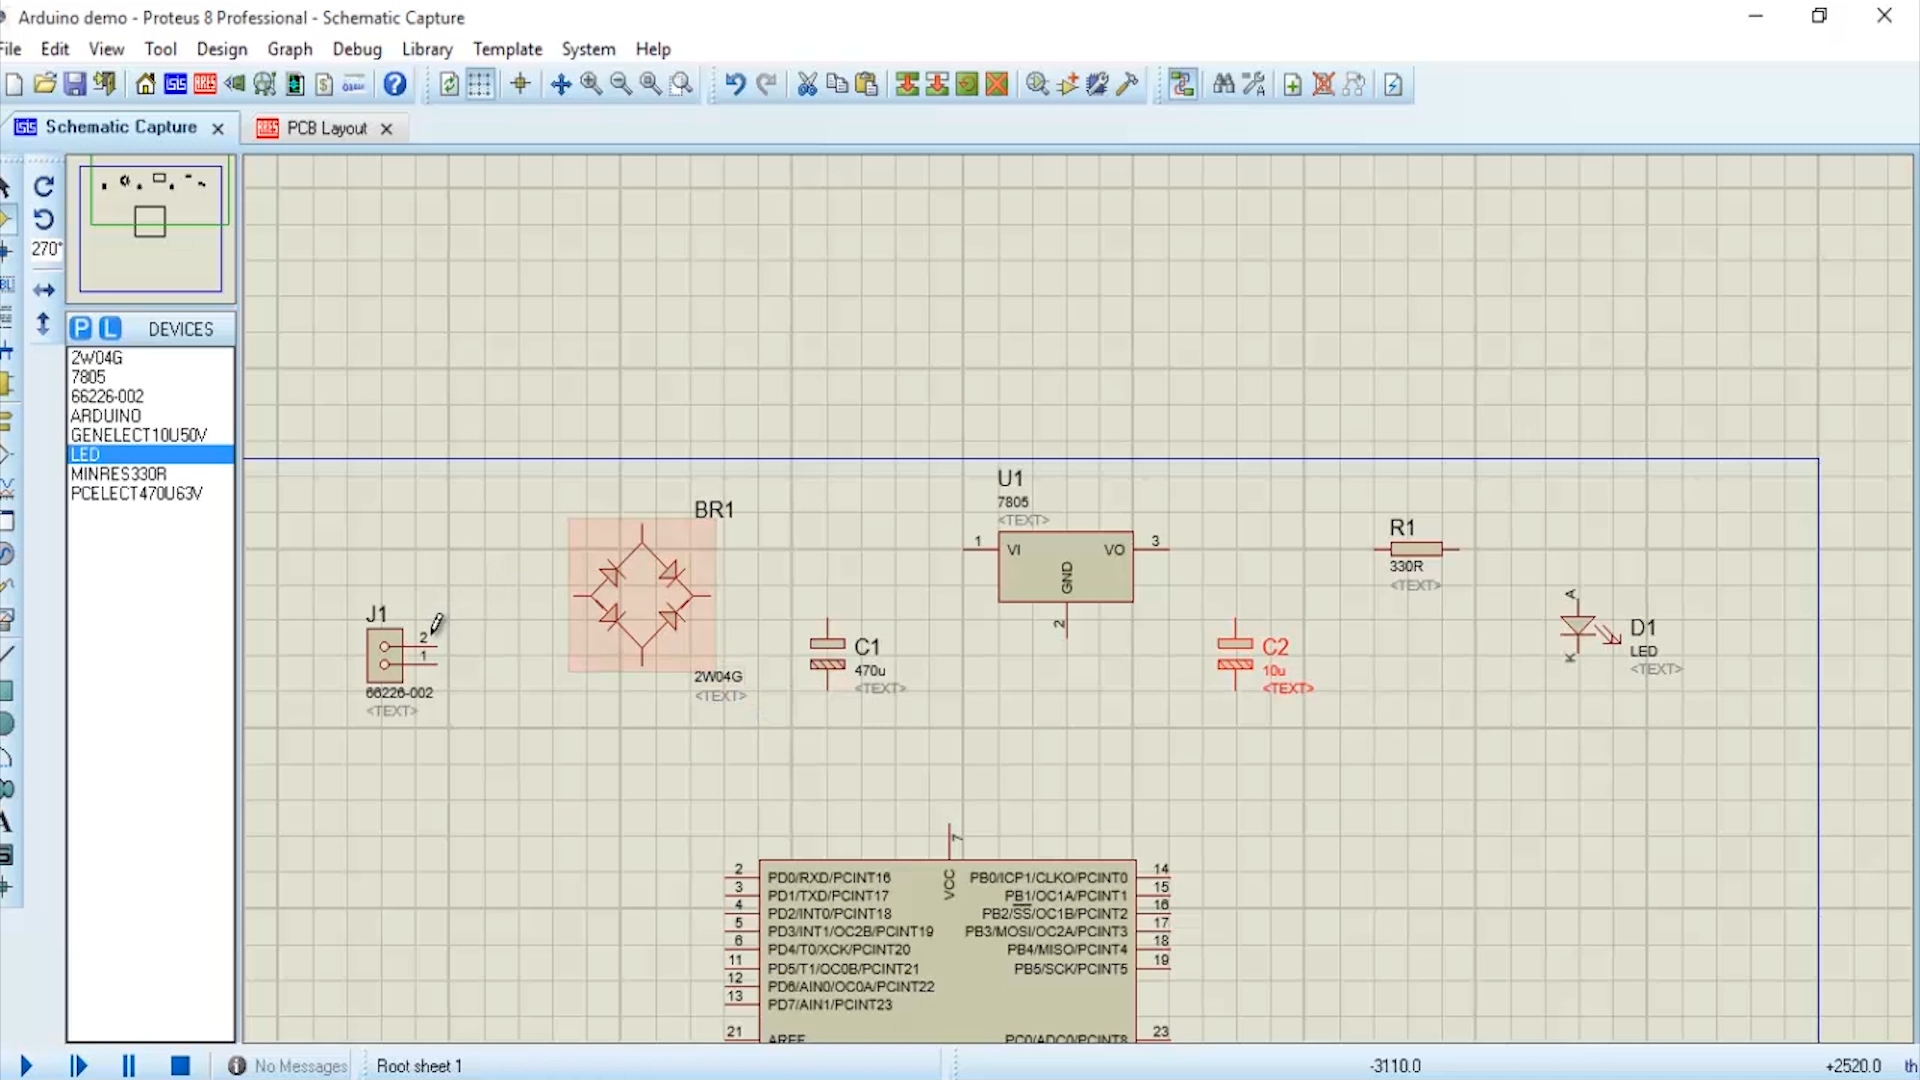 Arduino demo - Proteus 8 Professional - Schematic Capture
File Edit View Tool Design Graph Debug Library Template System Help
Schematic Capture
PCB Layout
270°
P L DEVICES
2W04G
7805
66226-002
ARDUINO
GENELECT10U50V
LED
MINRES330R
PCELECT470U63V
J1
2
1
66226-002
<TEXT>
BR1
2W04G
<TEXT>
C1
470u
<TEXT>
U1
7805
<TEXT>
1 VI VO 3
GND
2
C2
10u
<TEXT>
R1
330R
<TEXT>
A
K
D1
LED
<TEXT>
7
VCC
2 PD0/RXD/PCINT16 PB0/ICP1/CLKO/PCINT0 14
3 PD1/TXD/PCINT17 PB1/OC1A/PCINT1 15
4 PD2/INT0/PCINT18 PB2/SS/OC1B/PCINT2 16
5 PD3/INT1/OC2B/PCINT19 PB3/MOSI/OC2A/PCINT3 17
6 PD4/T0/XCK/PCINT20 PB4/MISO/PCINT4 18
11 PD5/T1/OC0B/PCINT21 PB5/SCK/PCINT5 19
12 PD6/AIN0/OC0A/PCINT22
13 PD7/AIN1/PCINT23
21 AREF PC0/ADC0/PCINT8 23
No Messages Root sheet 1 -3110.0 +2520.0 th